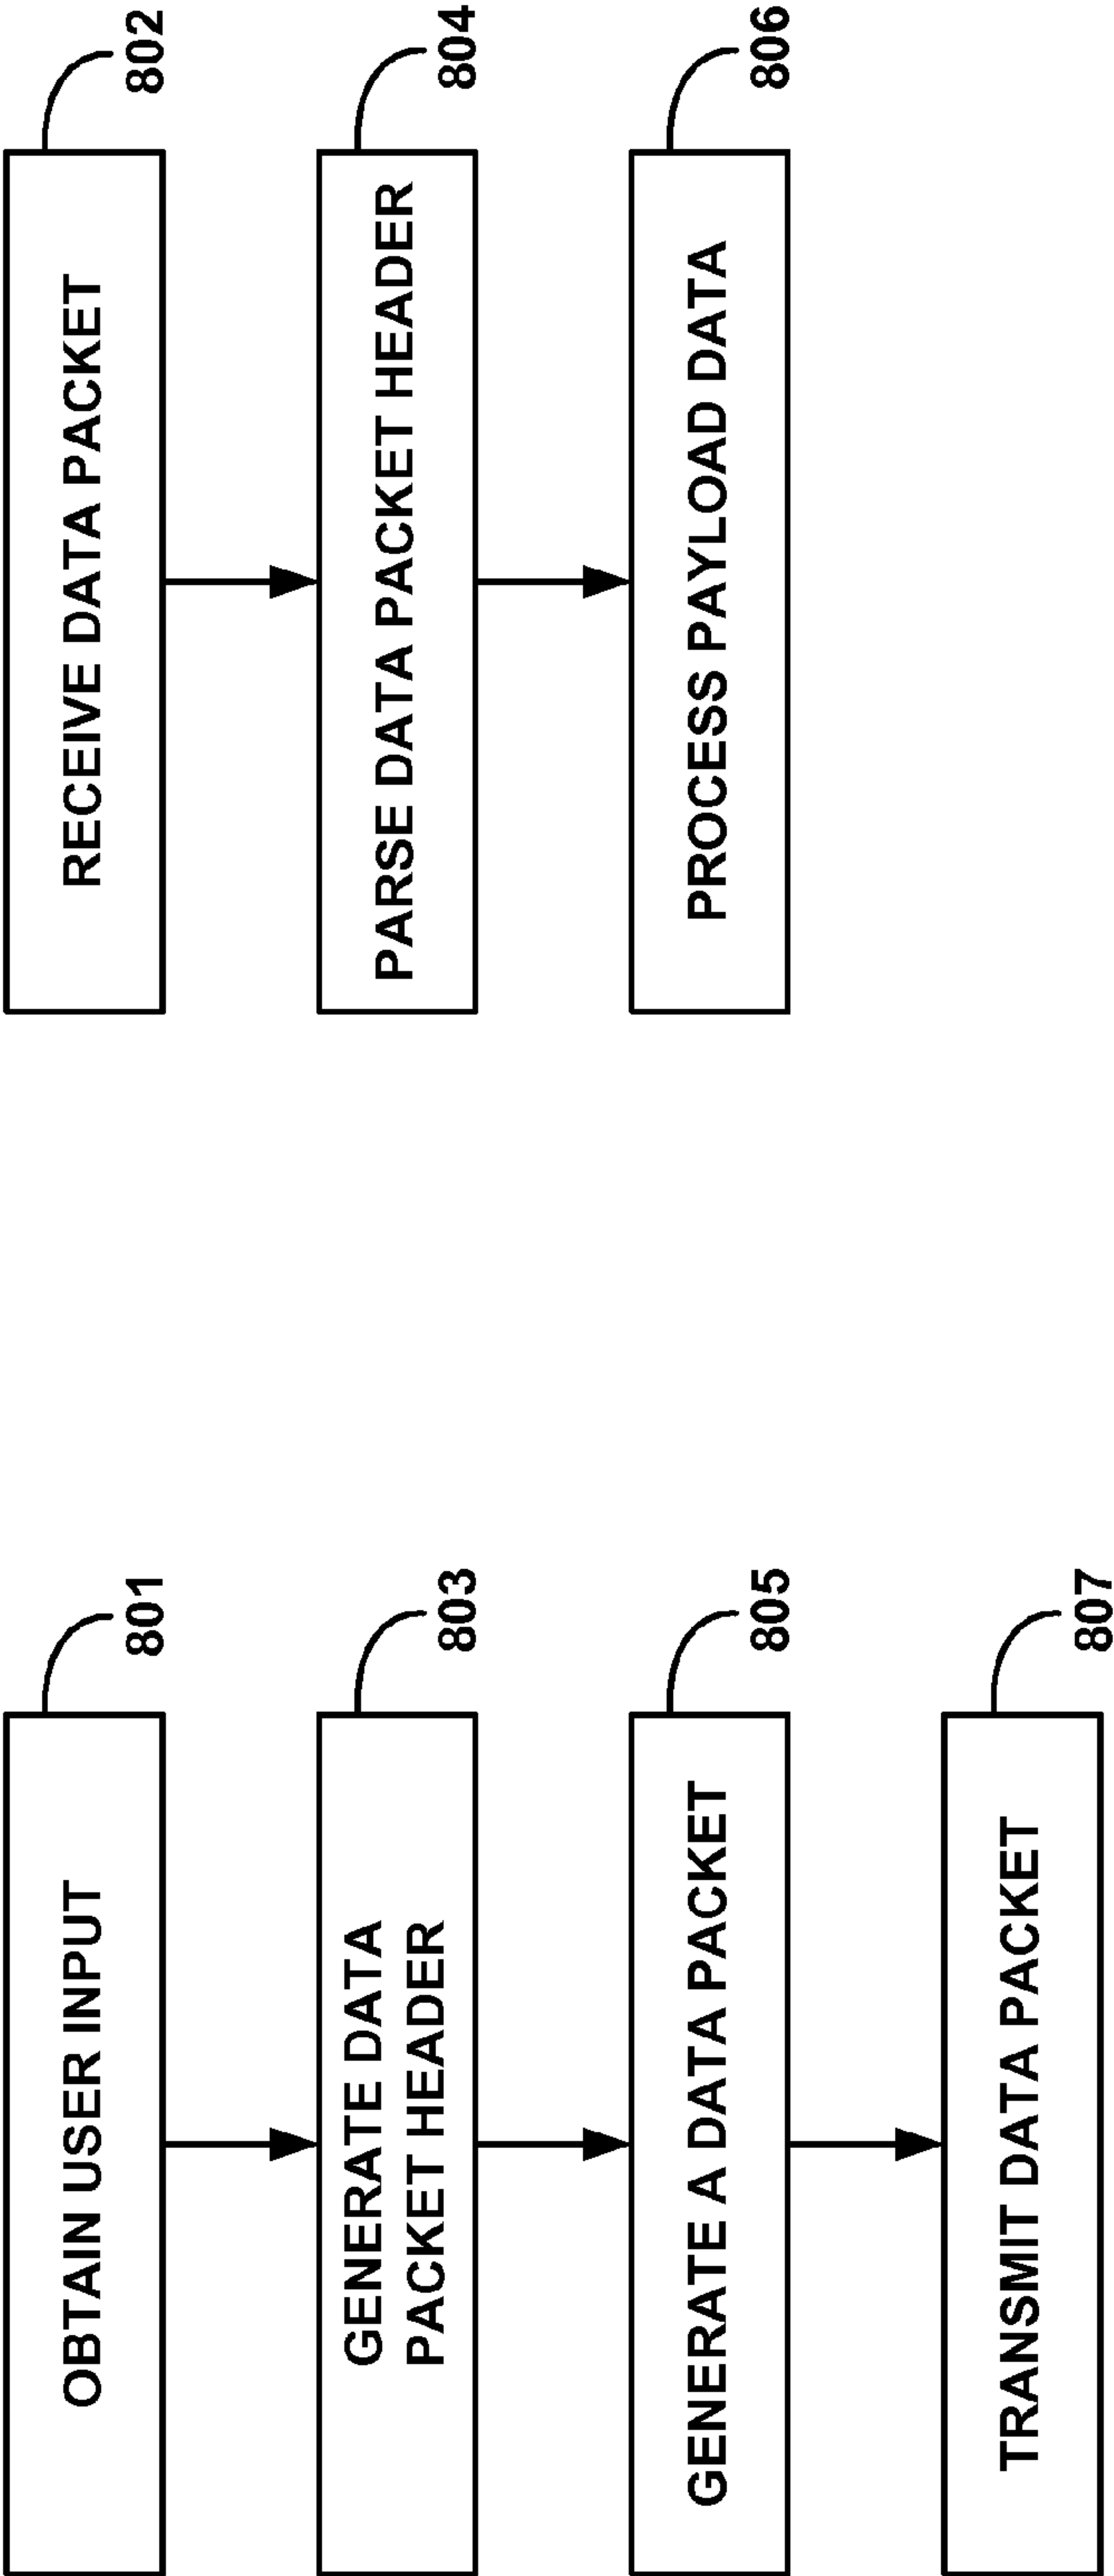 OBTAIN USER INPUT
801
GENERATE DATA
PACKET HEADER
803
GENERATE A DATA PACKET
805
TRANSMIT DATA PACKET
807
RECEIVE DATA PACKET
802
PARSE DATA PACKET HEADER
804
PROCESS PAYLOAD DATA
806